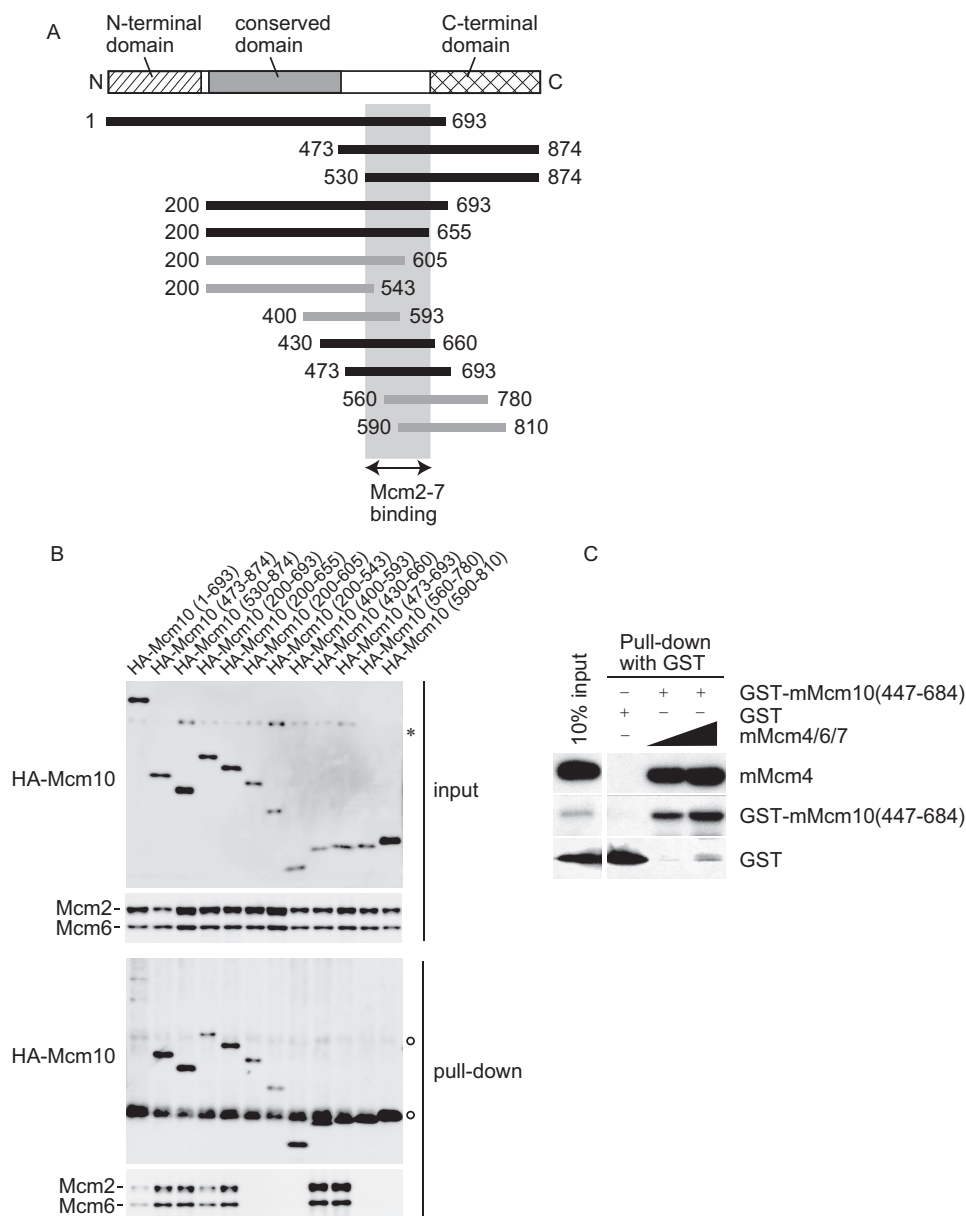 A
N-terminal
domain
conserved
domain
C-terminal
domain
N
C
1
693
473
874
530
874
200
693
200
655
200
605
200
543
400
593
430
660
473
693
560
780
590
810
Mcm2-7
binding
B
HA-Mcm10 (1-693)
HA-Mcm10 (473-874)
HA-Mcm10 (530-874)
HA-Mcm10 (200-693)
HA-Mcm10 (200-655)
HA-Mcm10 (200-605)
HA-Mcm10 (200-543)
HA-Mcm10 (400-593)
HA-Mcm10 (430-660)
HA-Mcm10 (473-693)
HA-Mcm10 (560-780)
HA-Mcm10 (590-810)
HA-Mcm10
*
input
Mcm2-
Mcm6-
HA-Mcm10
pull-down
Mcm2-
Mcm6-
C
10% input
Pull-down
with GST
– + + GST-mMcm10(447-684)
+ – – GST
– mMcm4/6/7
mMcm4
GST-mMcm10(447-684)
GST